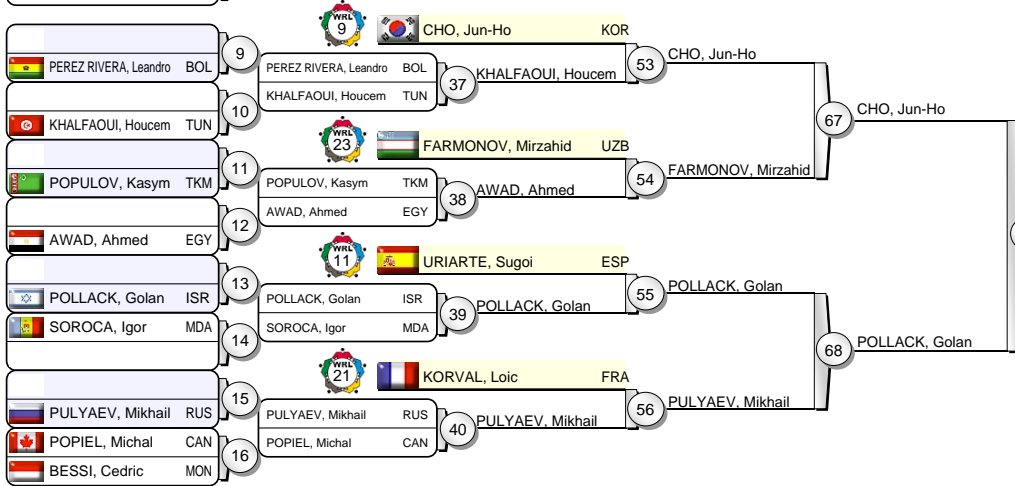 WRL
9
CHO, Jun-Ho KOR
9
PEREZ RIVERA, Leandro BOL
PEREZ RIVERA, Leandro BOL
KHALFAOUI, Houcem TUN
37
KHALFAOUI, Houcem
53
CHO, Jun-Ho
10
KHALFAOUI, Houcem TUN
67
CHO, Jun-Ho
WRL
23
FARMONOV, Mirzahid UZB
11
POPULOV, Kasym TKM
POPULOV, Kasym TKM
AWAD, Ahmed EGY
38
AWAD, Ahmed
54
FARMONOV, Mirzahid
12
AWAD, Ahmed EGY
WRL
11
URIARTE, Sugoi ESP
13
POLLACK, Golan ISR
POLLACK, Golan ISR
SOROCA, Igor MDA
39
POLLACK, Golan
55
POLLACK, Golan
SOROCA, Igor MDA
14
68
POLLACK, Golan
WRL
21
KORVAL, Loic FRA
15
PULYAEV, Mikhail RUS
PULYAEV, Mikhail RUS
POPIEL, Michal CAN
40
PULYAEV, Mikhail
56
PULYAEV, Mikhail
POPIEL, Michal CAN
16
BESSI, Cedric MON